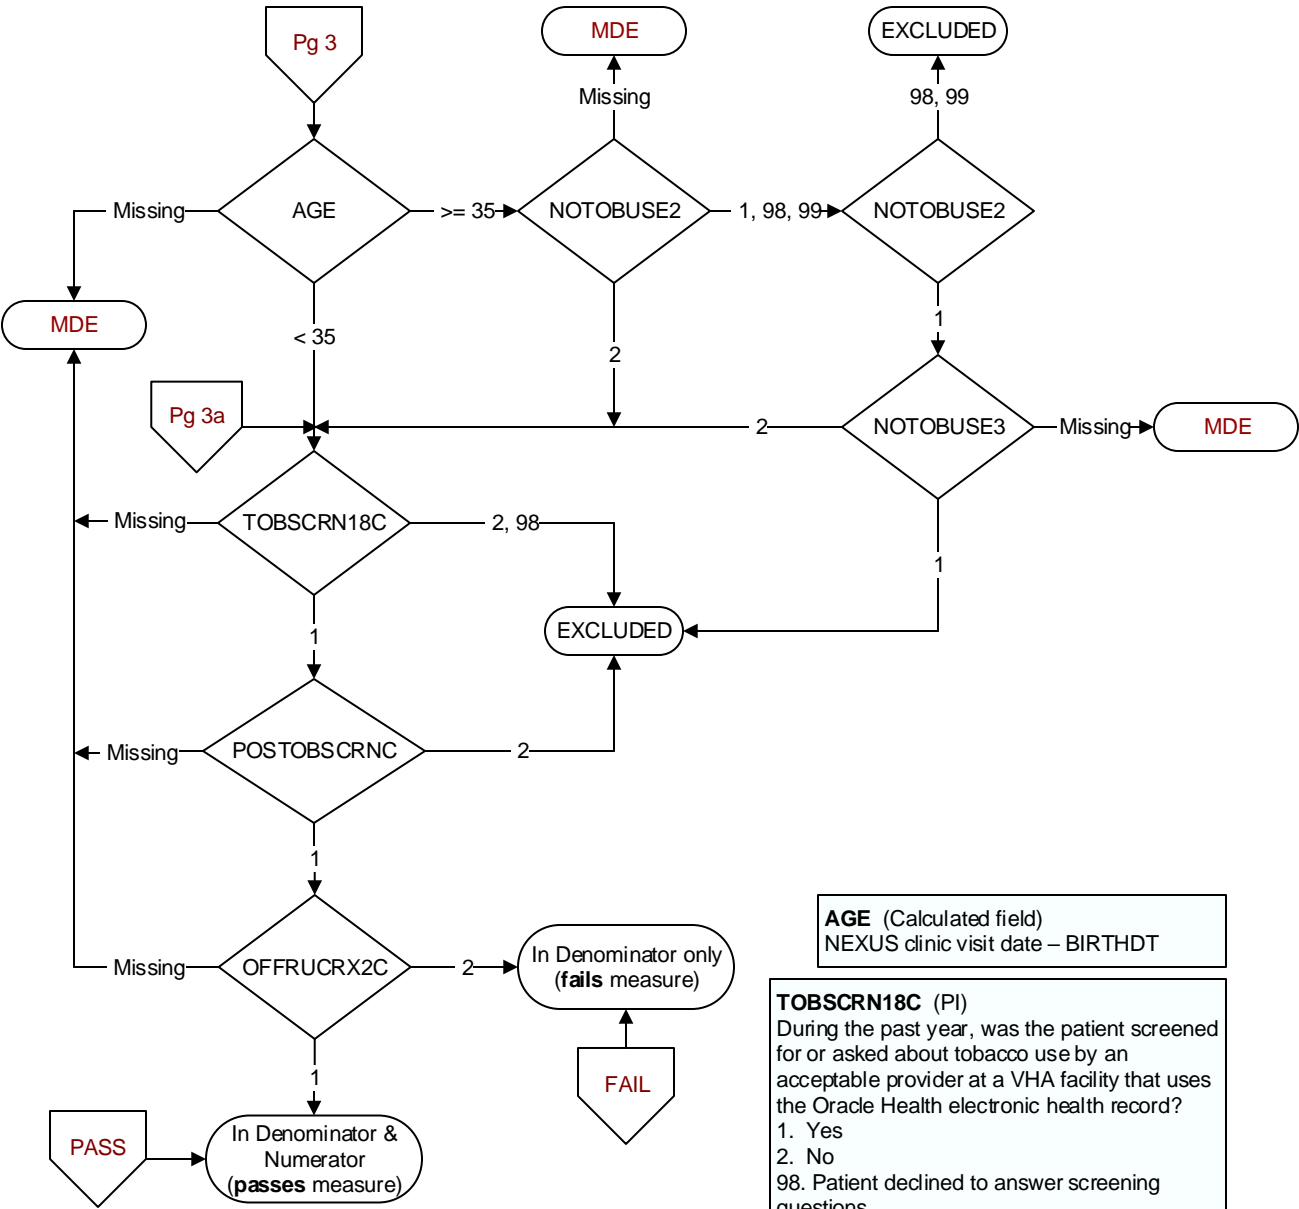 Pg 3
MDE
EXCLUDED
Missing
98, 99
Missing
AGE
>= 35
NOTOBUSE2
1, 98, 99
NOTOBUSE2
MDE
< 35
2
1
Pg 3a
2
NOTOBUSE3
Missing
MDE
Missing
TOBSCRN18C
2, 98
1
1
EXCLUDED
Missing
POSTOBSCRNC
2
1
Missing
OFFRUCRX2C
2
In Denominator only
(fails measure)
1
FAIL
PASS
In Denominator &
Numerator
(passes measure)
AGE (Calculated field)
NEXUS clinic visit date – BIRTHDT
TOBSCRN18C (PI)
During the past year, was the patient screened
for or asked about tobacco use by an
acceptable provider at a VHA facility that uses
the Oracle Health electronic health record?
1. Yes
2. No
98. Patient declined to answer screening
questions